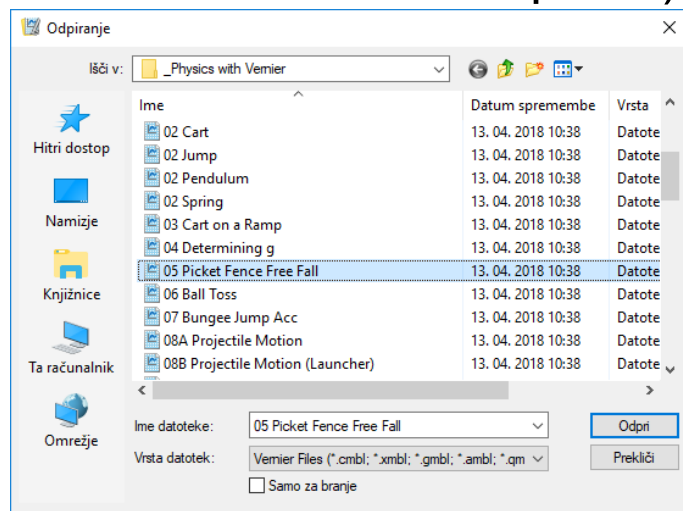 Odpiranje
Išči v: _Physics with Vernier
Ime Datum spremembe Vrsta
02 Cart 13. 04. 2018 10:38 Datote
02 Jump 13. 04. 2018 10:38 Datote
02 Pendulum 13. 04. 2018 10:38 Datote
02 Spring 13. 04. 2018 10:38 Datote
03 Cart on a Ramp 13. 04. 2018 10:38 Datote
04 Determining g 13. 04. 2018 10:38 Datote
05 Picket Fence Free Fall 13. 04. 2018 10:38 Datote
06 Ball Toss 13. 04. 2018 10:38 Datote
07 Bungee Jump Acc 13. 04. 2018 10:38 Datote
08A Projectile Motion 13. 04. 2018 10:38 Datote
08B Projectile Motion (Launcher) 13. 04. 2018 10:38 Datote
Hitri dostop
Namizje
Knjižnice
Ta računalnik
Omrežje
Ime datoteke: 05 Picket Fence Free Fall Odpri
Vrsta datotek: Vernier Files (*.cmbl; *.xmbl; *.gmbl; *.ambl; *.qm Prekliči
Samo za branje